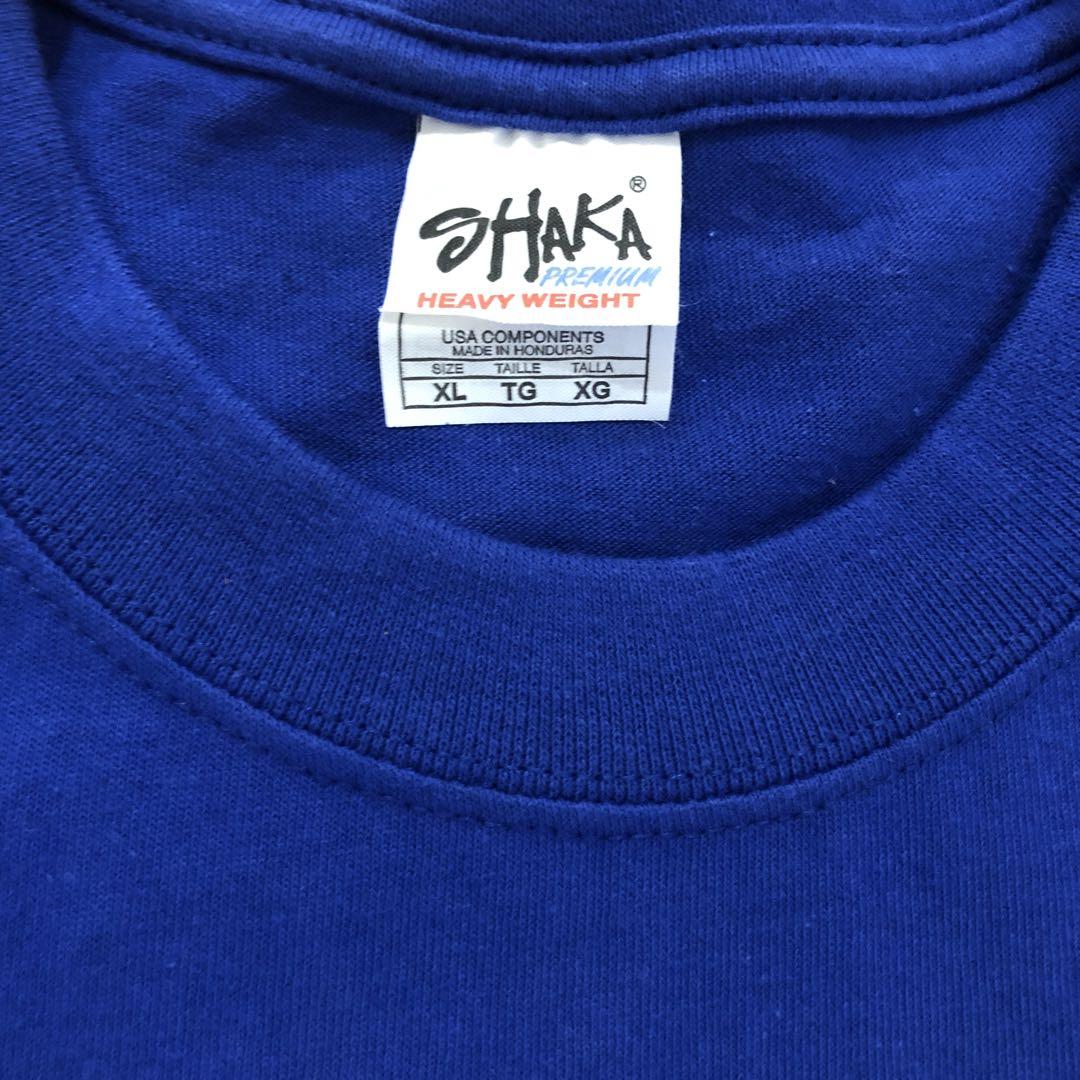 SHAKA ®
PREMIUM
HEAVY WEIGHT
USA COMPONENTS
MADE IN HONDURAS
SIZE TAILLE TALLA
XL TG XG